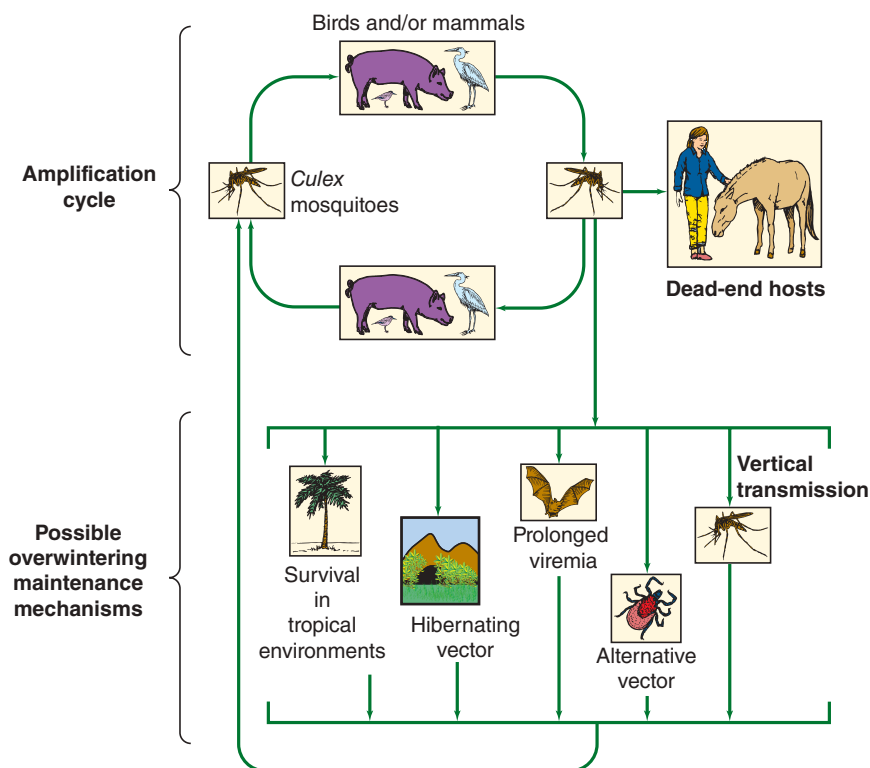 Birds and/or mammals
Amplification
cycle
Culex
mosquitoes
Dead-end hosts
Possible
overwintering
maintenance
mechanisms
Survival
in
tropical
environments
Hibernating
vector
Prolonged
viremia
Alternative
vector
Vertical
transmission